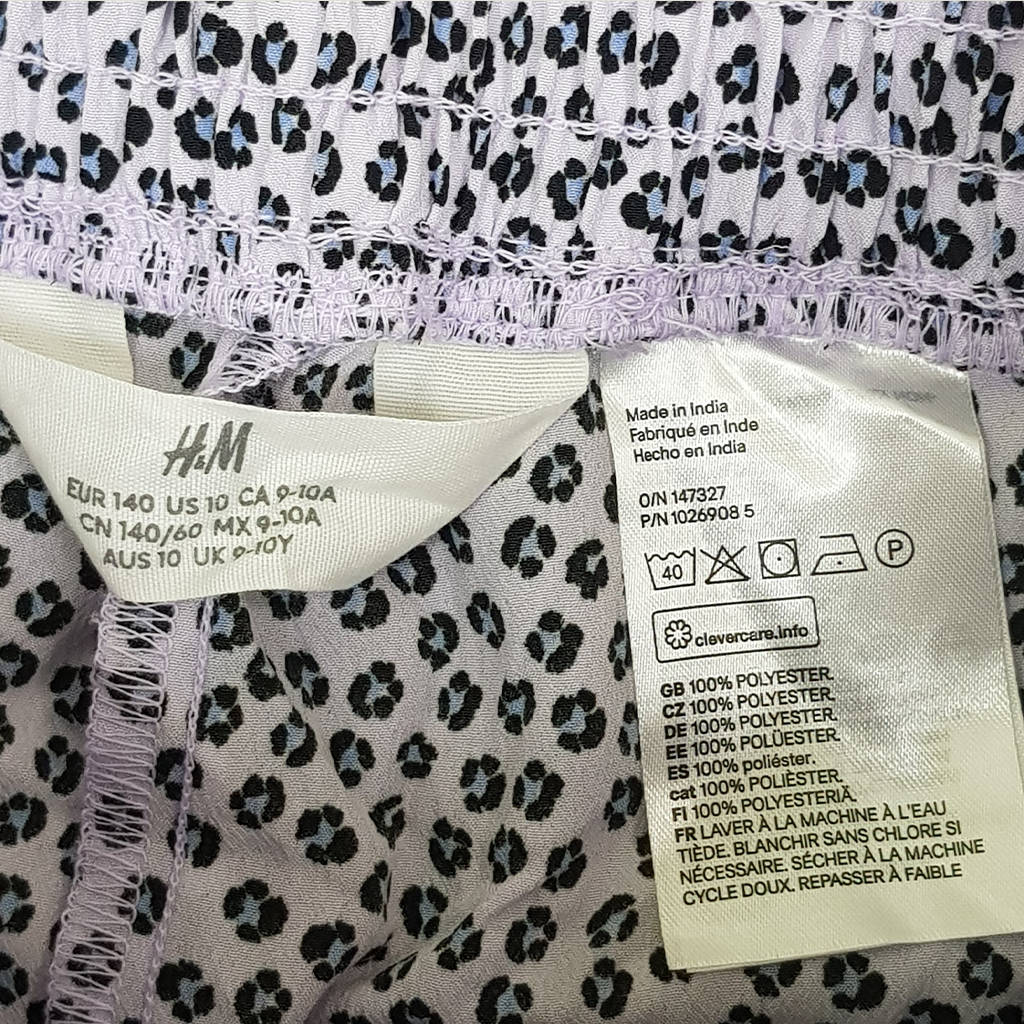 H&M
EUR 140 US 10 CA 9-10A
CN 140/60 MX 9-10A
AUS 10 UK 9-10Y
Made in India
Fabriqué en Inde
Hecho en India
O/N 147327
P/N 1026908 5
40
P
clevercare.info
GB 100% POLYESTER.
CZ 100% POLYESTER.
DE 100% POLYESTER.
EE 100% POLÜESTER.
ES 100% poliéster.
cat 100% POLIÈSTER.
FI 100% POLYESTERIÄ.
FR LAVER À LA MACHINE À L'EAU
TIÈDE. BLANCHIR SANS CHLORE SI
NÉCESSAIRE. SÉCHER À LA MACHINE
CYCLE DOUX. REPASSER À FAIBLE